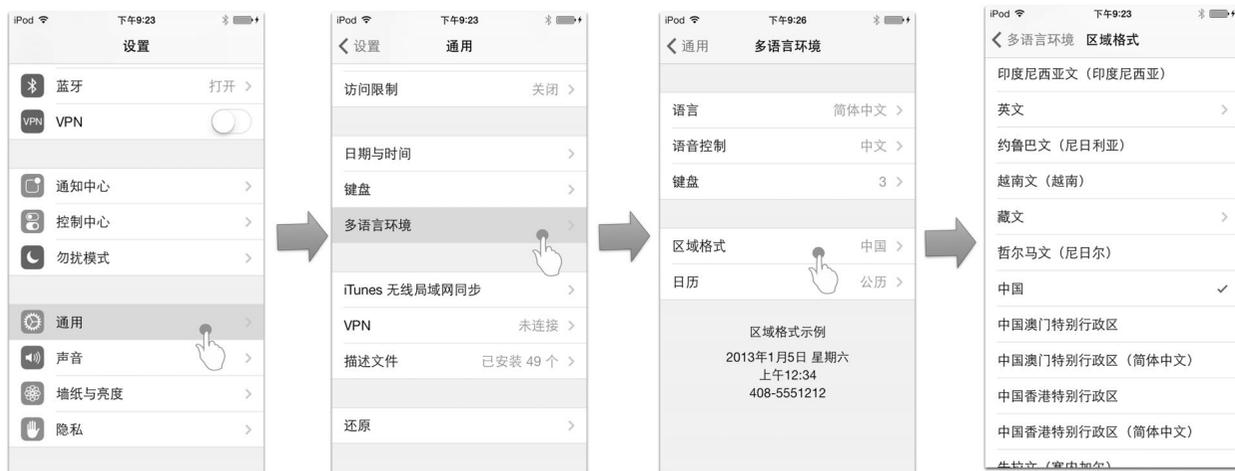 iPod 下午9:23
设置
蓝牙 打开
VPN VPN
通知中心
控制中心
勿扰模式
通用
声音
墙纸与亮度
隐私
iPod 下午9:23
设置 通用
访问限制 关闭
日期与时间
键盘
多语言环境
iTunes 无线局域网同步
VPN 未连接
描述文件 已安装 49 个
还原
iPod 下午9:26
通用 多语言环境
语言 简体中文
语音控制 中文
键盘 3
区域格式 中国
日历 公历
区域格式示例
2013年1月5日 星期六
上午12:34
408-5551212
iPod 下午9:23
多语言环境 区域格式
印度尼西亚文（印度尼西亚）
英文
约鲁巴文（尼日利亚）
越南文（越南）
藏文
哲尔马文（尼日尔）
中国
中国澳门特别行政区
中国澳门特别行政区（简体中文）
中国香港特别行政区
中国香港特别行政区（简体中文）